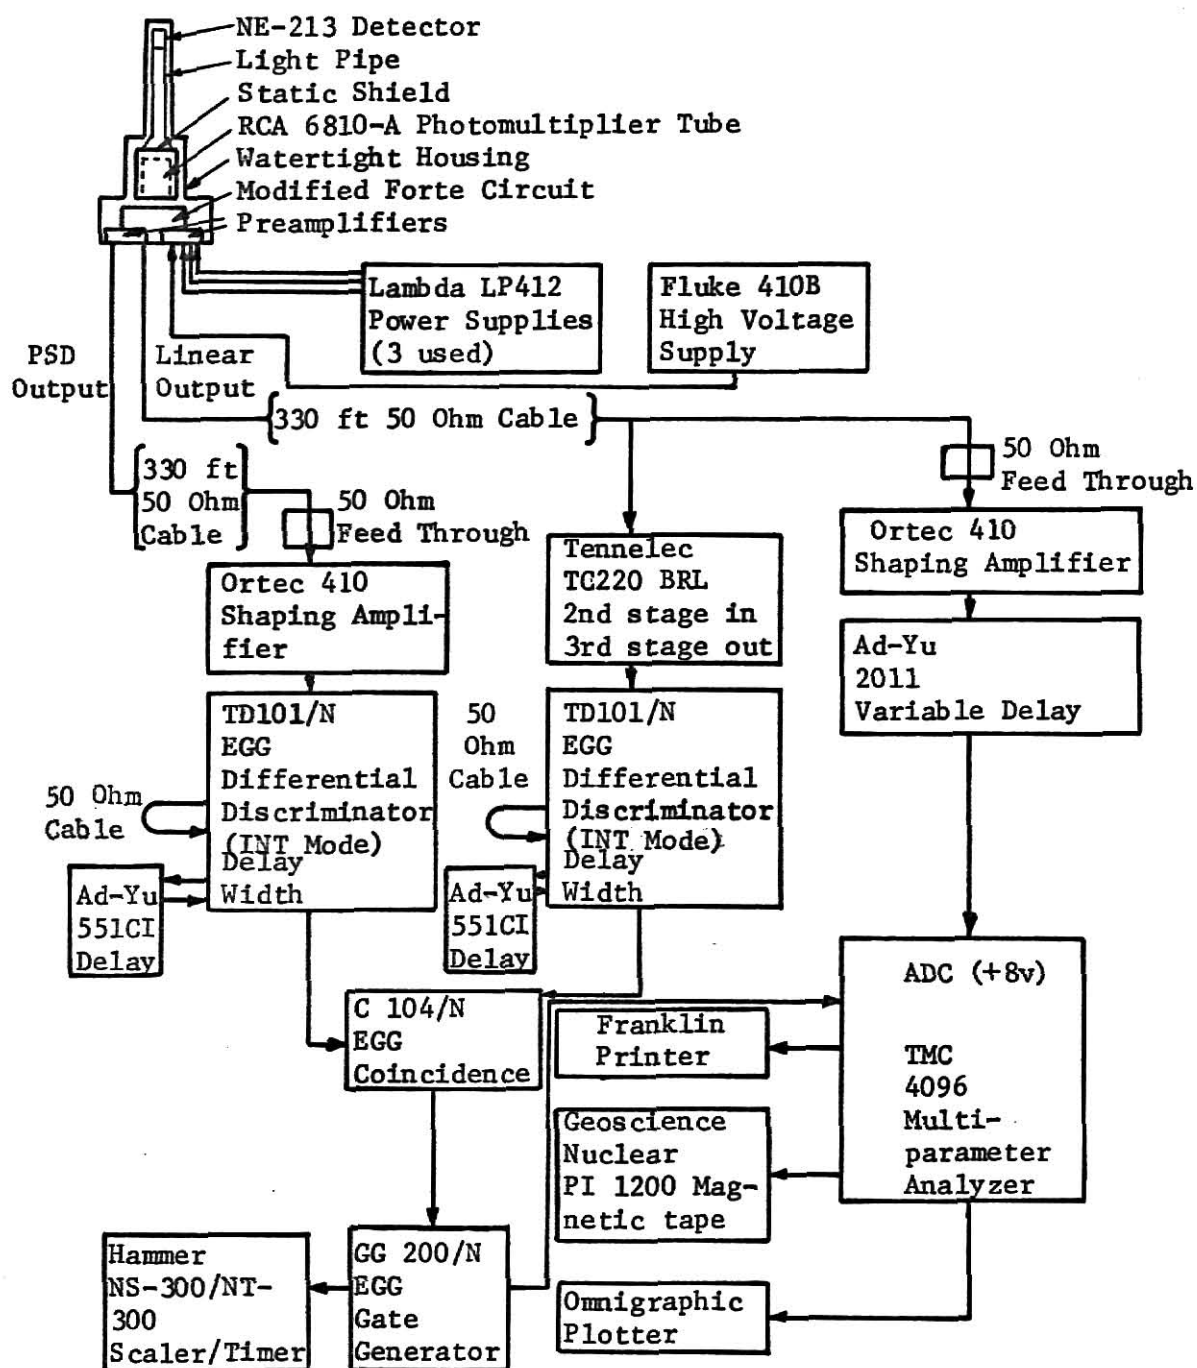 NE-213 Detector
Light Pipe
Static Shield
RCA 6810-A Photomultiplier Tube
Watertight Housing
Modified Forte Circuit
Preamplifiers
Lambda LP412
Power Supplies
(3 used)
Fluke 410B
High Voltage
Supply
PSD
Output
Linear
Output
330 ft 50 Ohm Cable
330 ft
50 Ohm
Cable
50 Ohm
Feed Through
50 Ohm
Feed Through
Ortec 410
Shaping Ampli-
fier
Tennelec
TC220 BRL
2nd stage in
3rd stage out
Ortec 410
Shaping Amplifier
Ad-Yu
2011
Variable Delay
TD101/N
EGG
Differential
Discriminator
(INT Mode)
Delay
Width
50 Ohm
Cable
Ad-Yu
551CI
Delay
50
Ohm
Cable
TD101/N
EGG
Differential
Discriminator
(INT Mode)
Delay
Width
Ad-Yu
551CI
Delay
C 104/N
EGG
Coincidence
ADC (+8v)
TMC
4096
Multi-
parameter
Analyzer
Franklin
Printer
Geoscience
Nuclear
PI 1200 Mag-
netic tape
Hammer
NS-300/NT-
300
Scaler/Timer
GG 200/N
EGG
Gate
Generator
Omnigraphic
Plotter